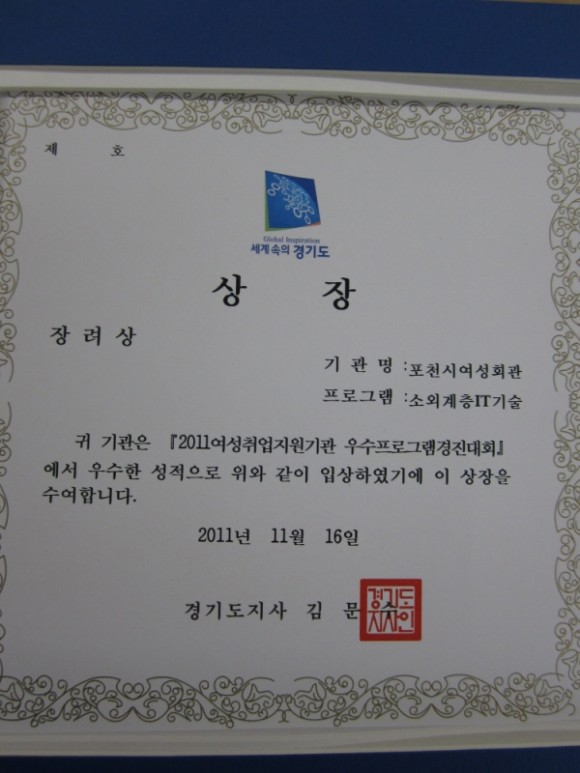 제 호
Global Inspiration
세계 속의 경기도
상 장
장 려 상
기 관 명 : 포천시여성회관
프로그램 : 소외계층IT기술
귀 기관은 『2011여성취업지원기관 우수프로그램경진대회』
에서 우수한 성적으로 위와 같이 입상하였기에 이 상장을
수여합니다.
2011년 11월 16일
경기도지사 김 문 수
경기도
지사인